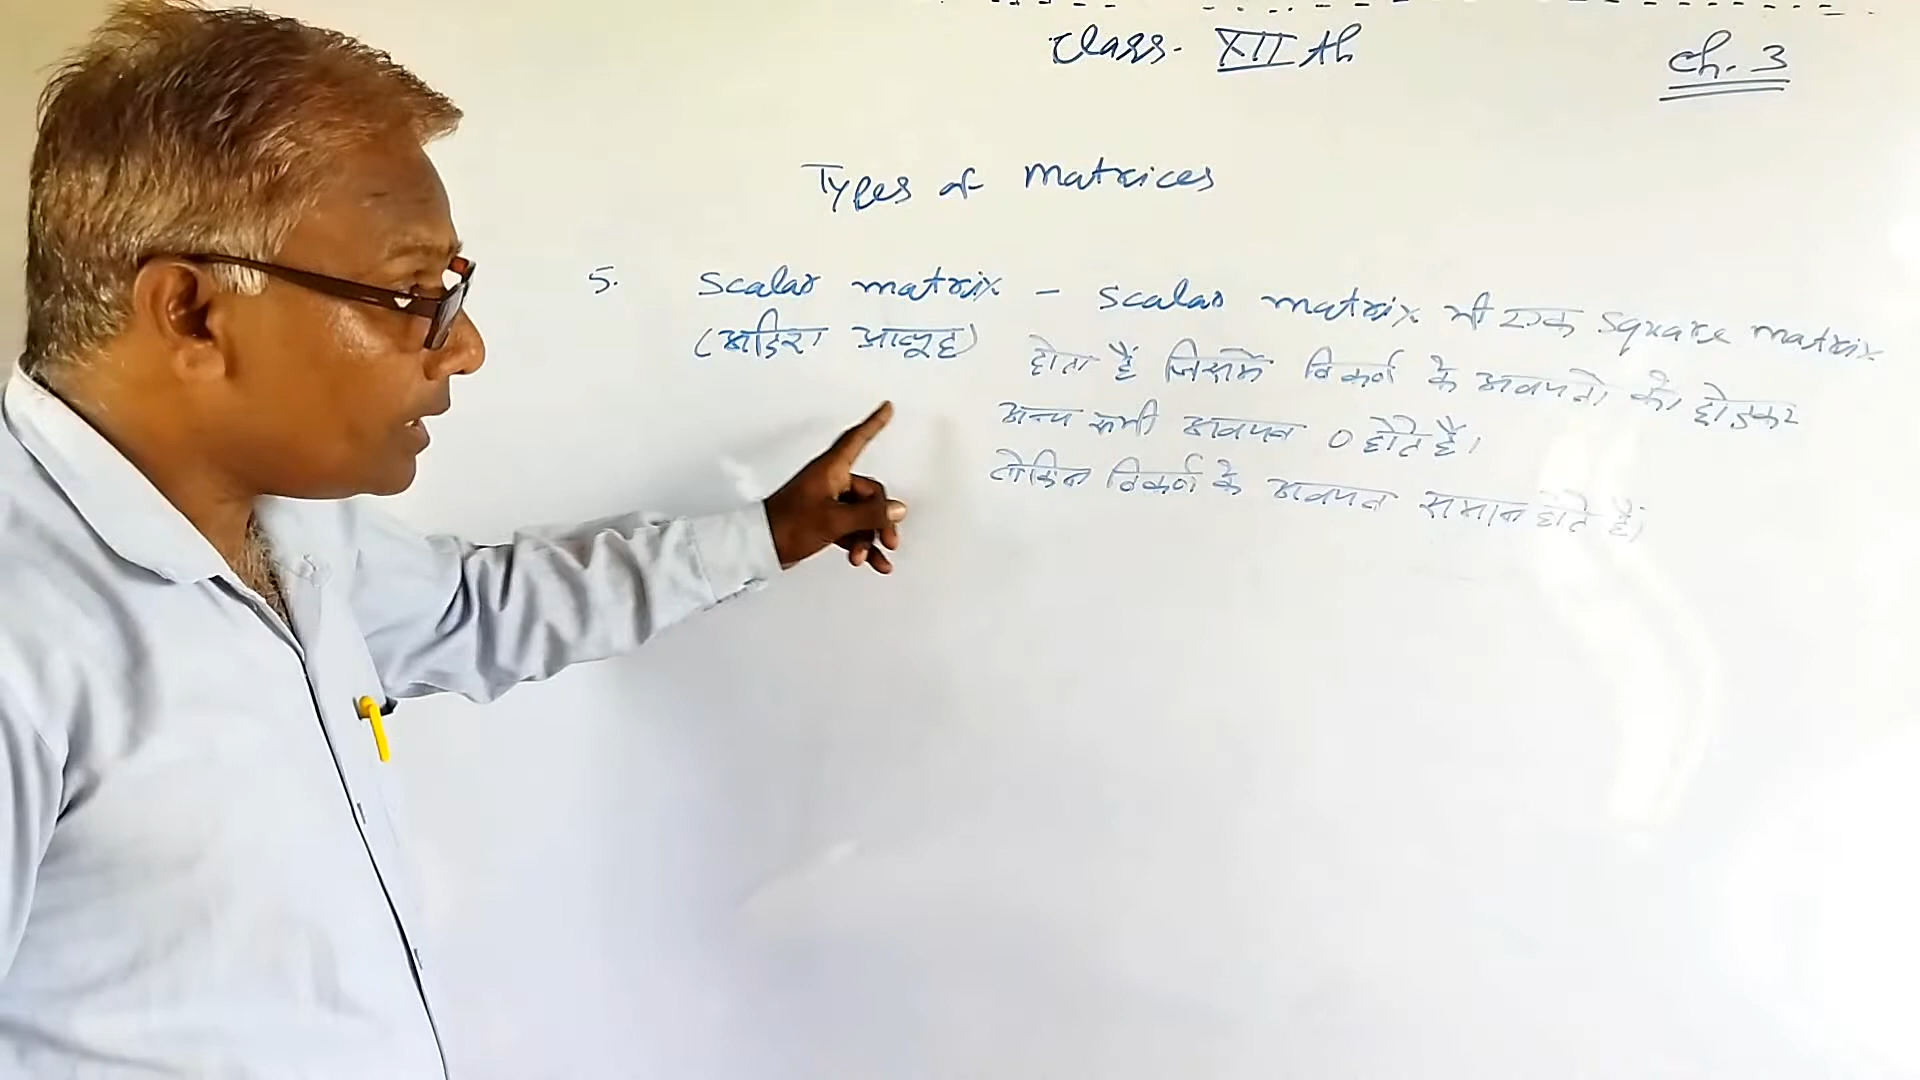 Class- XII th
Ch. 3
Types of Matrices
5. Scalar matrix - Scalar matrix भी एक square matrix
(अदिश आव्यूह) होता है जिसमें विकर्ण के अवयवों को छोड़कर
अन्य सभी अवयव 0 होते हैं।
लेकिन विकर्ण के अवयव समान होते हैं।